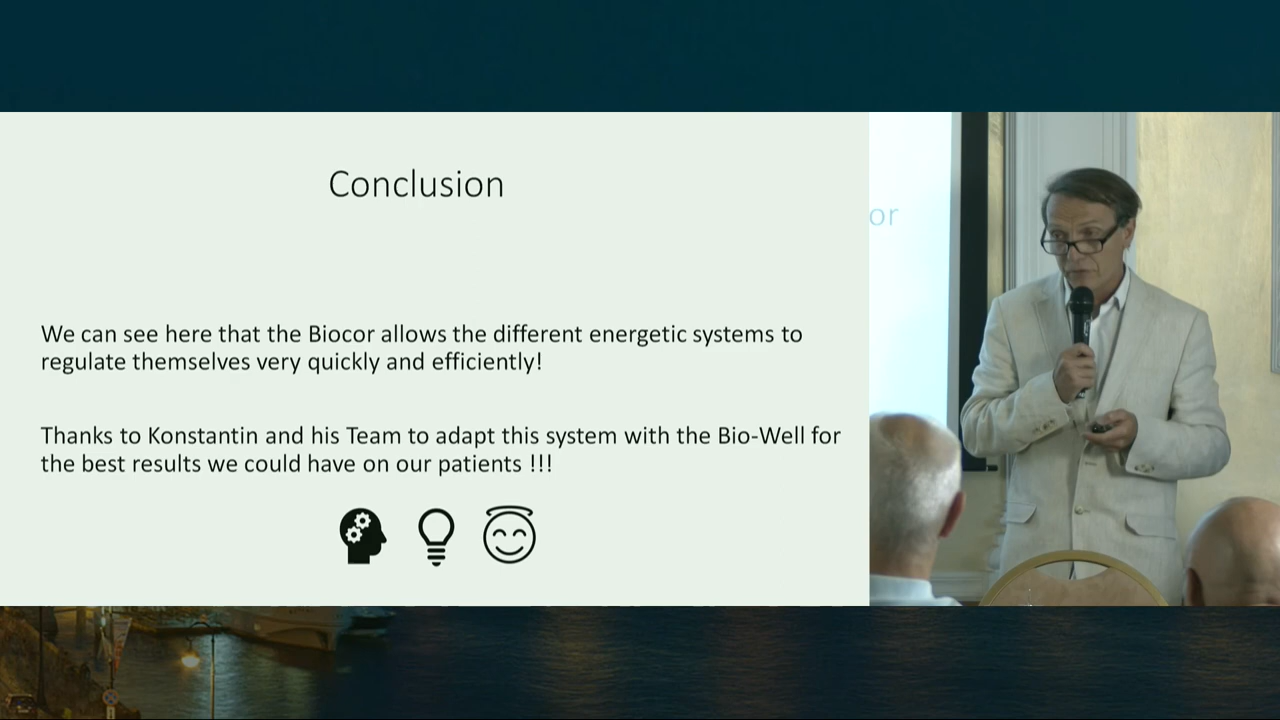 Conclusion
We can see here that the Biocor allows the different energetic systems to
regulate themselves very quickly and efficiently!
Thanks to Konstantin and his Team to adapt this system with the Bio-Well for
the best results we could have on our patients !!!
or